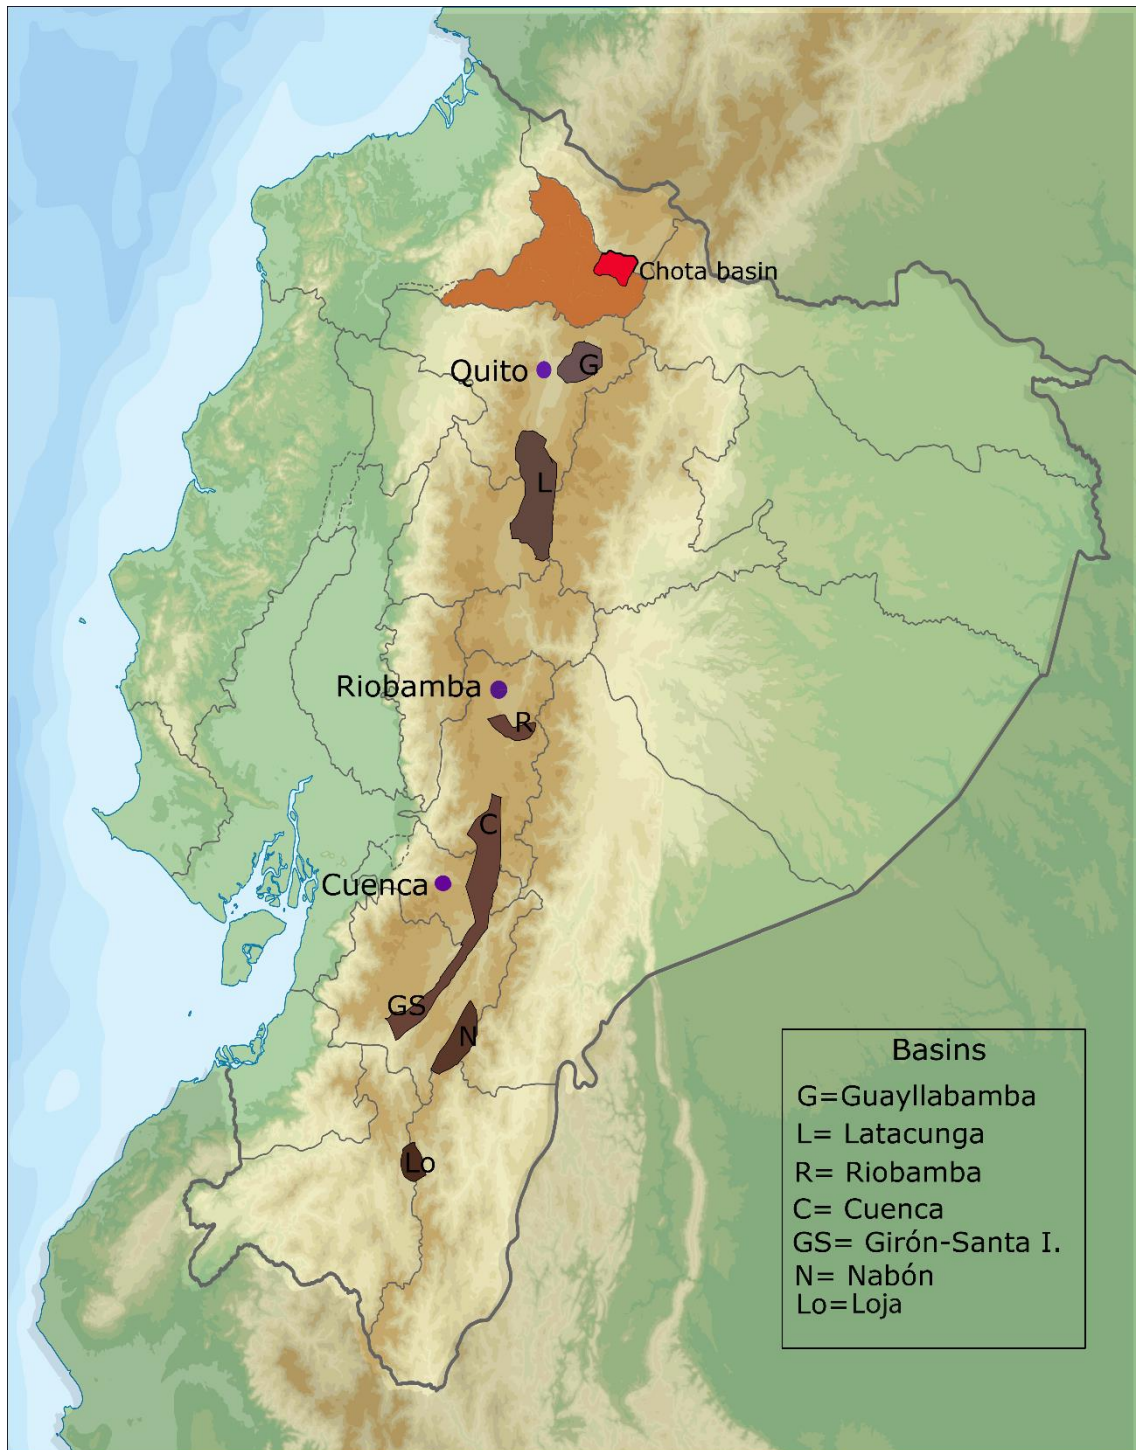 Chota basin
Quito
G
L
Riobamba
R
C
Cuenca
GS
N
Lo
Basins
G=Guayllabamba
L= Latacunga
R= Riobamba
C= Cuenca
GS= Girón-Santa I.
N= Nabón
Lo=Loja